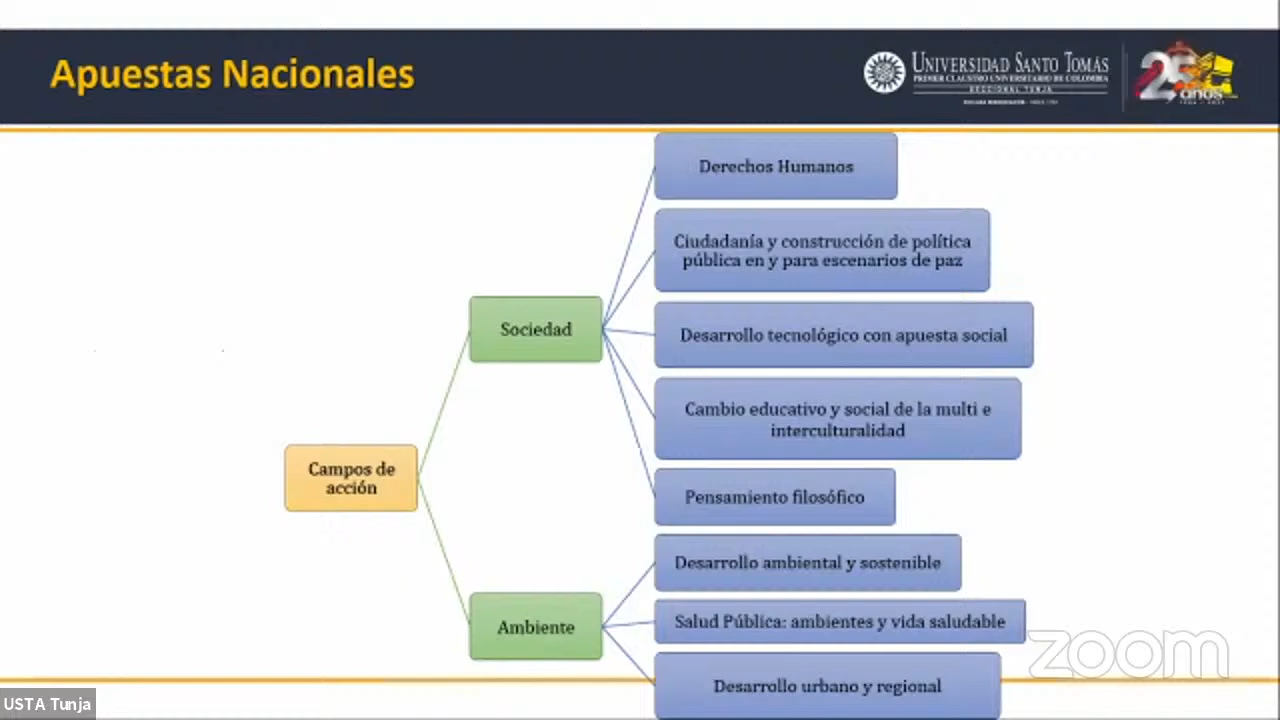 Apuestas Nacionales
UNIVERSIDAD SANTO TOMÁS
PRIMER CLAUSTRO UNIVERSITARIO DE COLOMBIA
SECCIONAL TUNJA
25
años
Campos de
acción
Sociedad
Derechos Humanos
Ciudadanía y construcción de política
pública en y para escenarios de paz
Desarrollo tecnológico con apuesta social
Cambio educativo y social de la multi e
interculturalidad
Pensamiento filosófico
Ambiente
Desarrollo ambiental y sostenible
Salud Pública: ambientes y vida saludable
Desarrollo urbano y regional
zoom
USTA Tunja